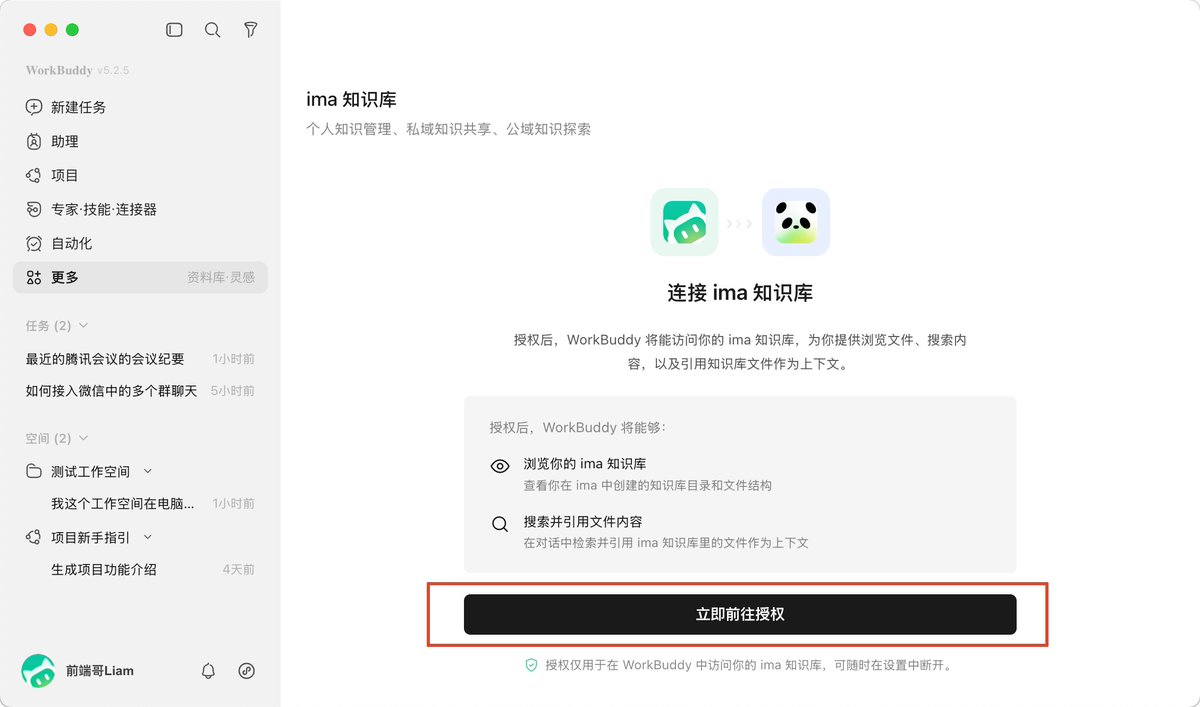 WorkBuddy v5.2.5
新建任务
助理
项目
专家·技能·连接器
自动化
更多 资料库·灵感
任务 (2)
最近的腾讯会议的会议纪要 1小时前
如何接入微信中的多个群聊天 5小时前
空间 (2)
测试工作空间
我这个工作空间在电脑... 1小时前
项目新手指引
生成项目功能介绍 4天前
前端哥Liam
ima 知识库
个人知识管理、私域知识共享、公域知识探索
连接 ima 知识库
授权后，WorkBuddy 将能访问你的 ima 知识库，为你提供浏览文件、搜索内
容，以及引用知识库文件作为上下文。
授权后，WorkBuddy 将能够：
浏览你的 ima 知识库
查看你在 ima 中创建的知识库目录和文件结构
搜索并引用文件内容
在对话中检索并引用 ima 知识库里的文件作为上下文
立即前往授权
授权仅用于在 WorkBuddy 中访问你的 ima 知识库，可随时在设置中断开。